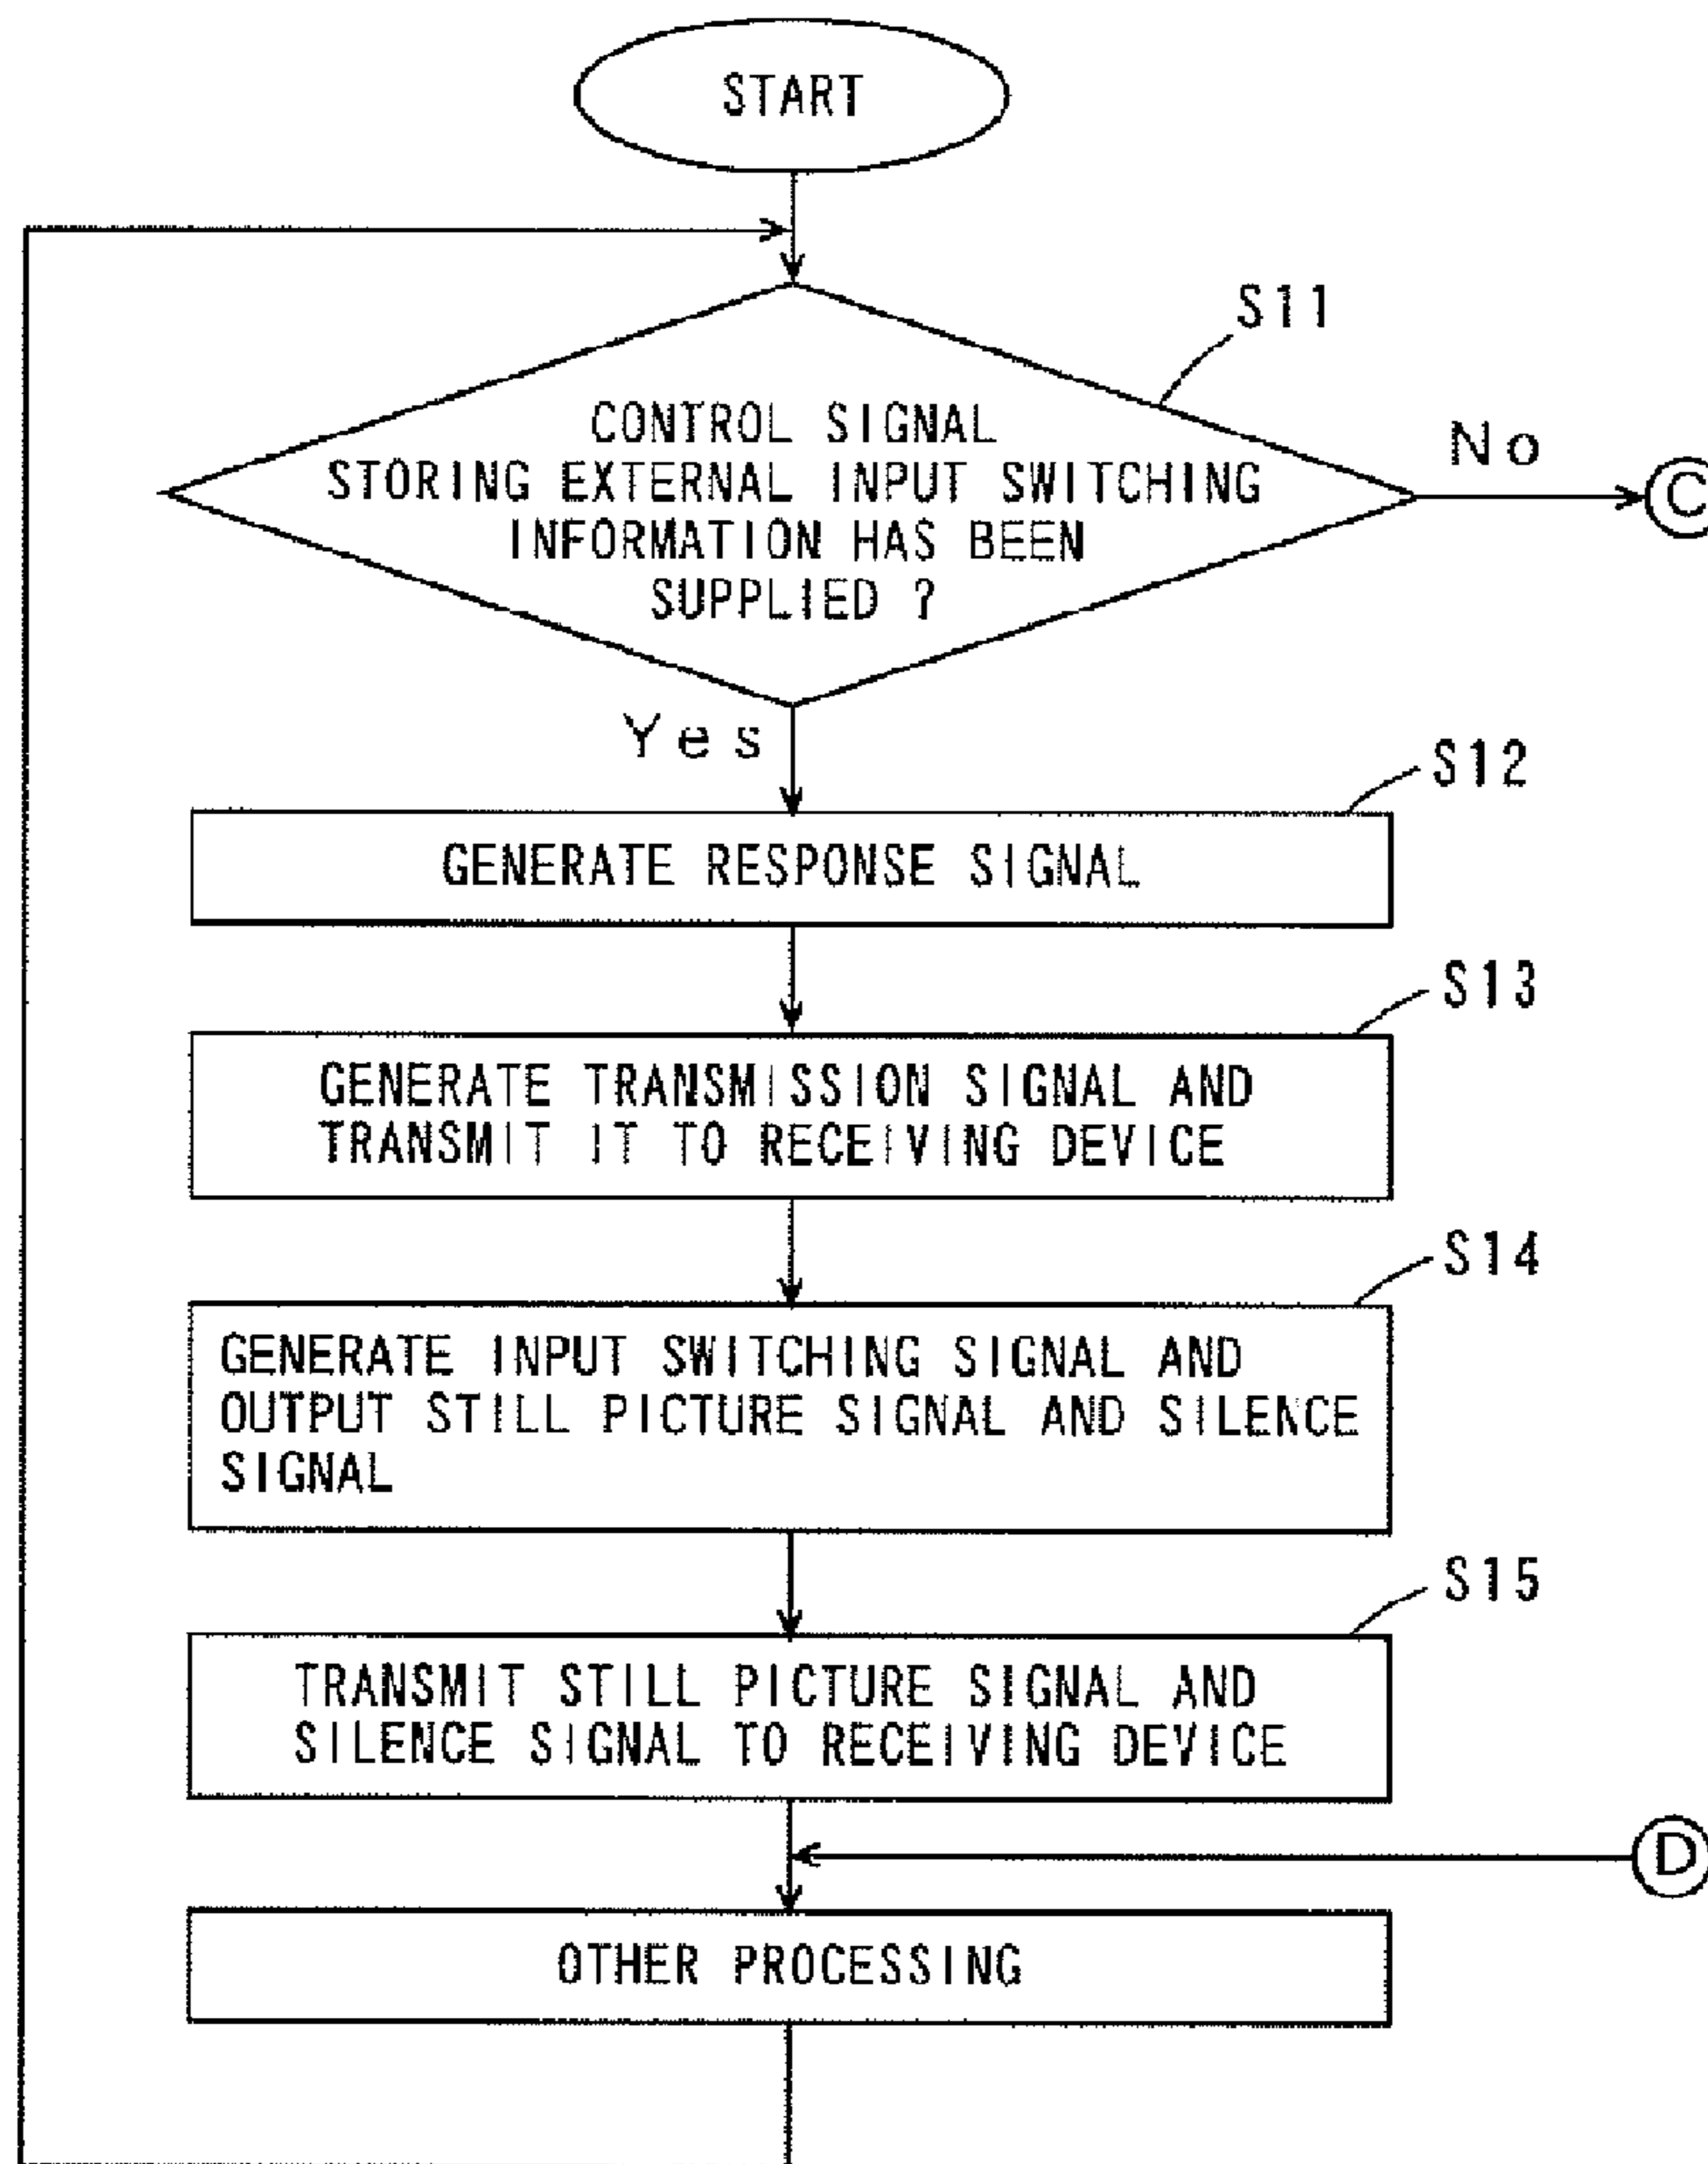 START
S11
CONTROL SIGNAL
STORING EXTERNAL INPUT SWITCHING
INFORMATION HAS BEEN
SUPPLIED ?
No
C
Yes
S12
GENERATE RESPONSE SIGNAL
S13
GENERATE TRANSMISSION SIGNAL AND
TRANSMIT IT TO RECEIVING DEVICE
S14
GENERATE INPUT SWITCHING SIGNAL AND
OUTPUT STILL PICTURE SIGNAL AND SILENCE
SIGNAL
S15
TRANSMIT STILL PICTURE SIGNAL AND
SILENCE SIGNAL TO RECEIVING DEVICE
D
OTHER PROCESSING